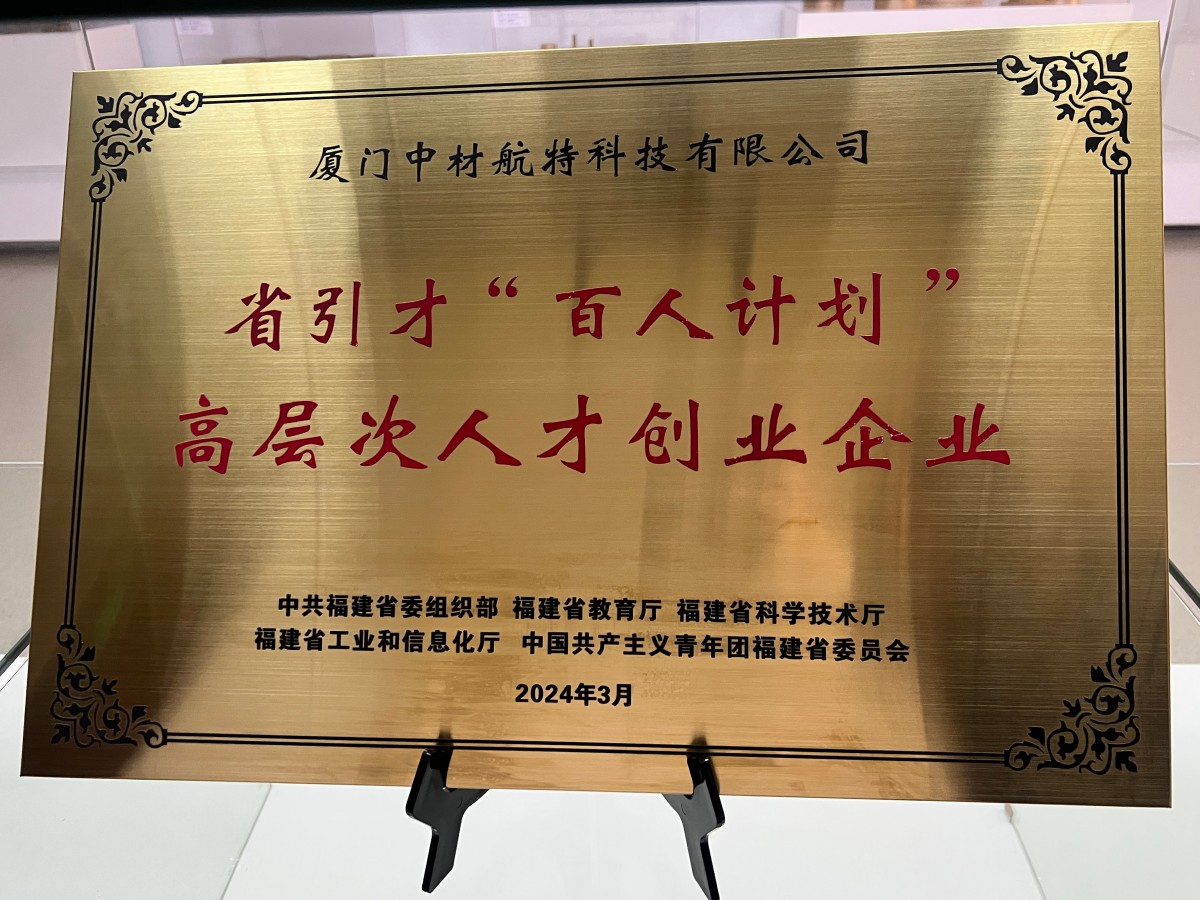 厦门中材航特科技有限公司
省引才“百人计划”
高层次人才创业企业
中共福建省委组织部 福建省教育厅 福建省科学技术厅
福建省工业和信息化厅 中国共产主义青年团福建省委员会
2024年3月